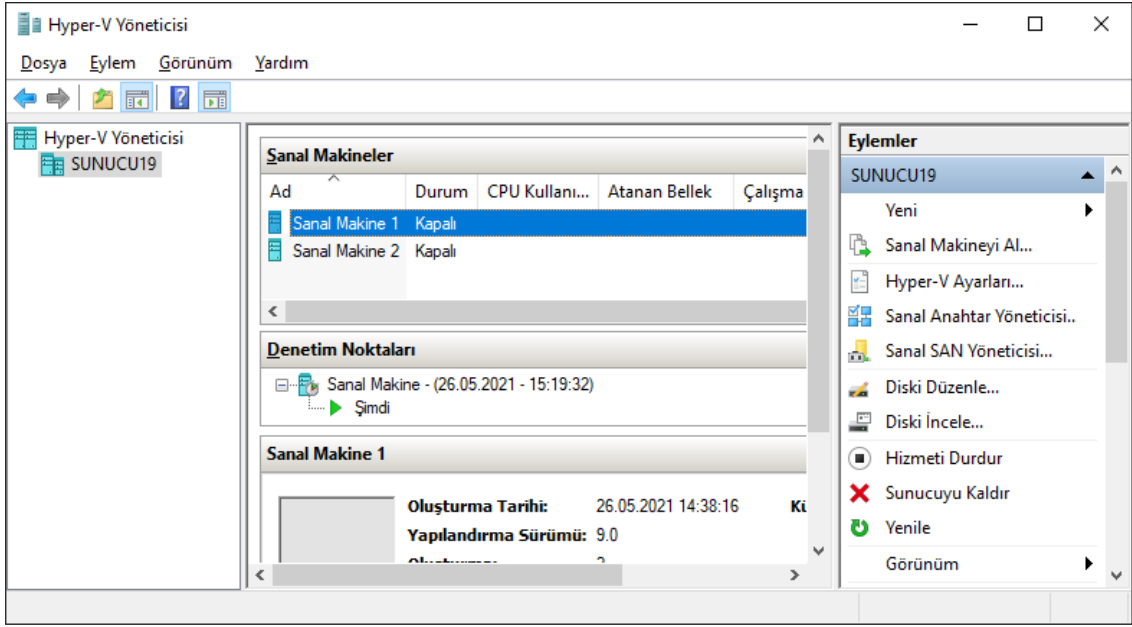 Hyper-V Yöneticisi
Dosya Eylem Görünüm Yardım
Hyper-V Yöneticisi
SUNUCU19
Sanal Makineler
Ad Durum CPU Kullanı... Atanan Bellek Çalışma
Sanal Makine 1 Kapalı
Sanal Makine 2 Kapalı
Denetim Noktaları
Sanal Makine - (26.05.2021 - 15:19:32)
Şimdi
Sanal Makine 1
Oluşturma Tarihi: 26.05.2021 14:38:16 Kü
Yapılandırma Sürümü: 9.0
Eylemler
SUNUCU19
Yeni
Sanal Makineyi Al...
Hyper-V Ayarları...
Sanal Anahtar Yöneticisi..
Sanal SAN Yöneticisi...
Diski Düzenle...
Diski İncele...
Hizmeti Durdur
Sunucuyu Kaldır
Yenile
Görünüm